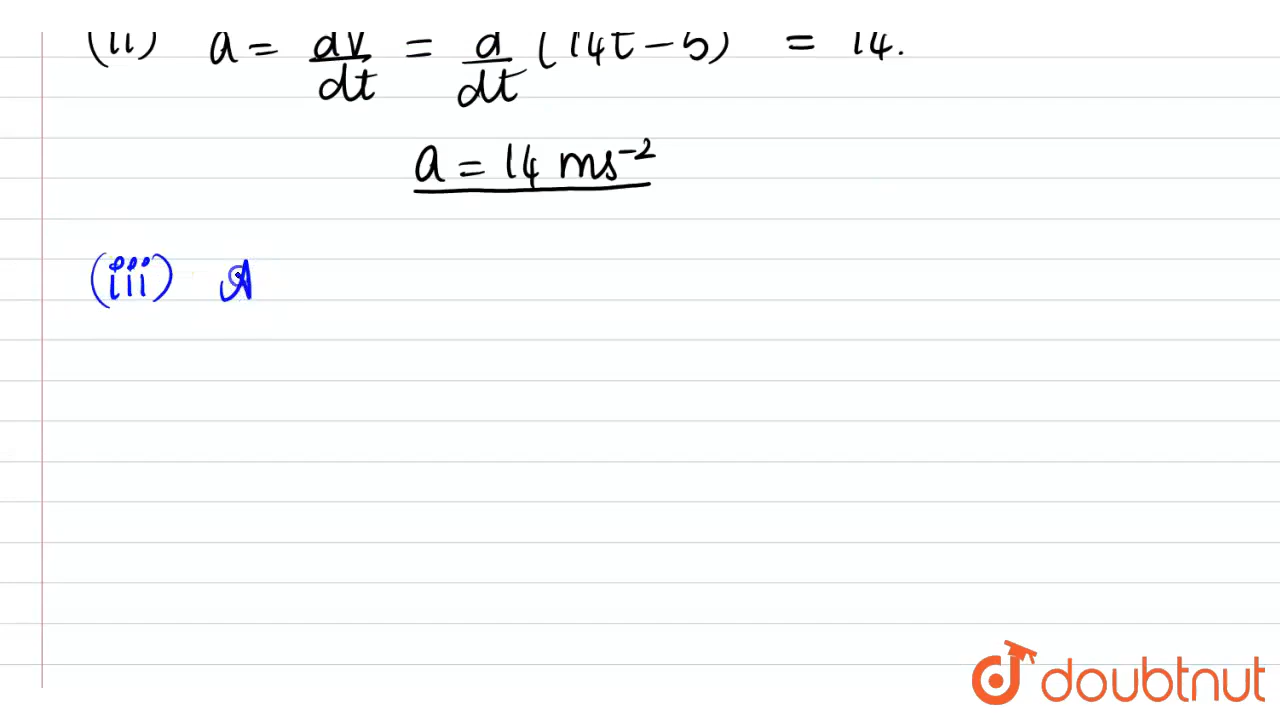 (ii) a = dv/dt = d/dt (14t − 5) = 14.
a = 14 ms⁻²
(iii) A
doubtnut